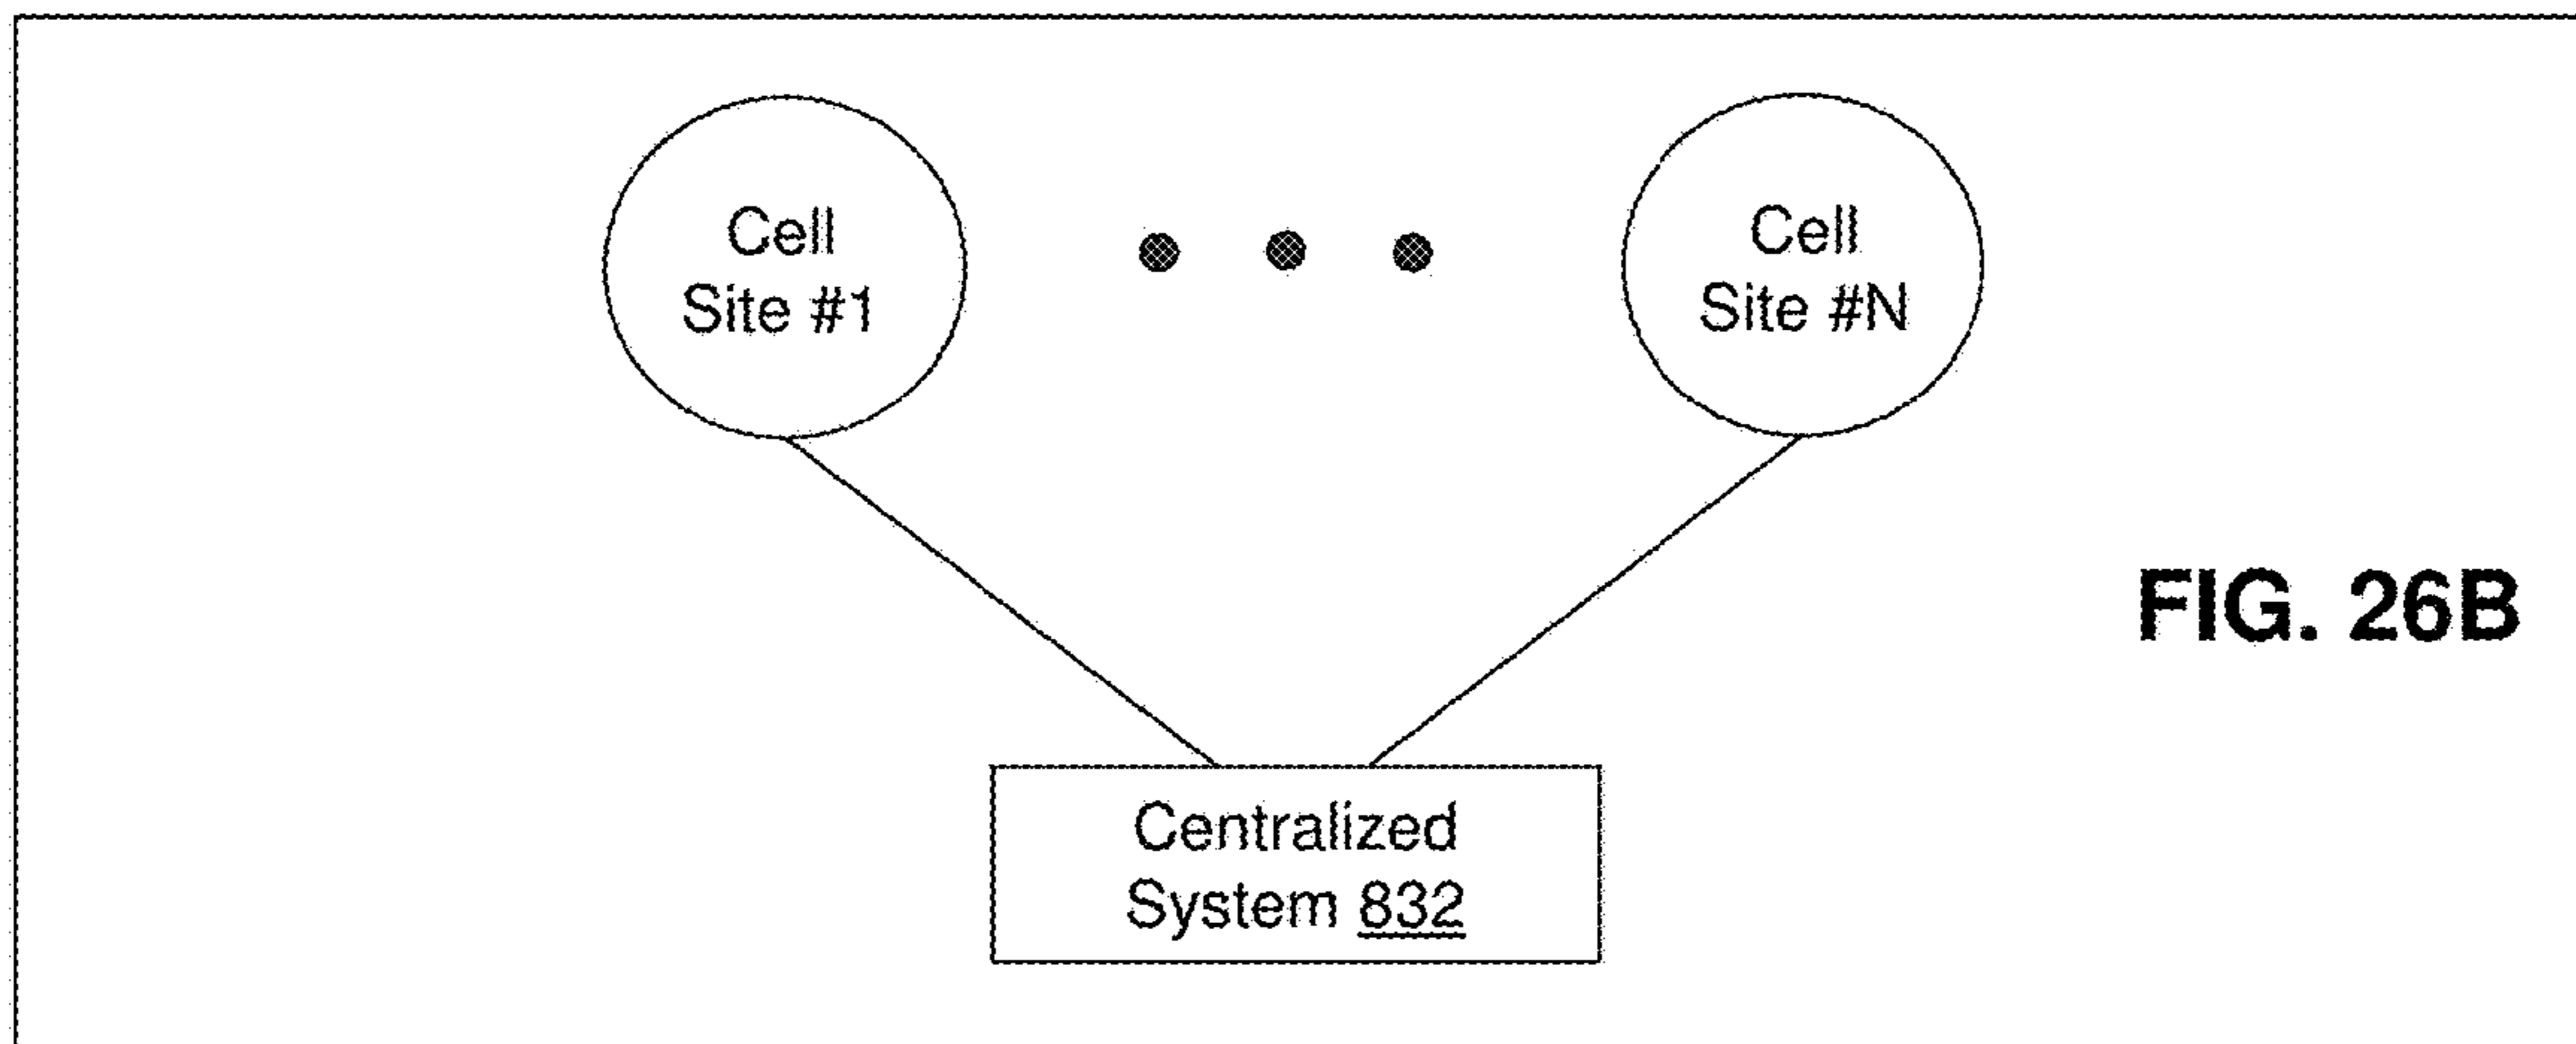 Cell
Site #1
Cell
Site #N
FIG. 26B
Centralized
System 832